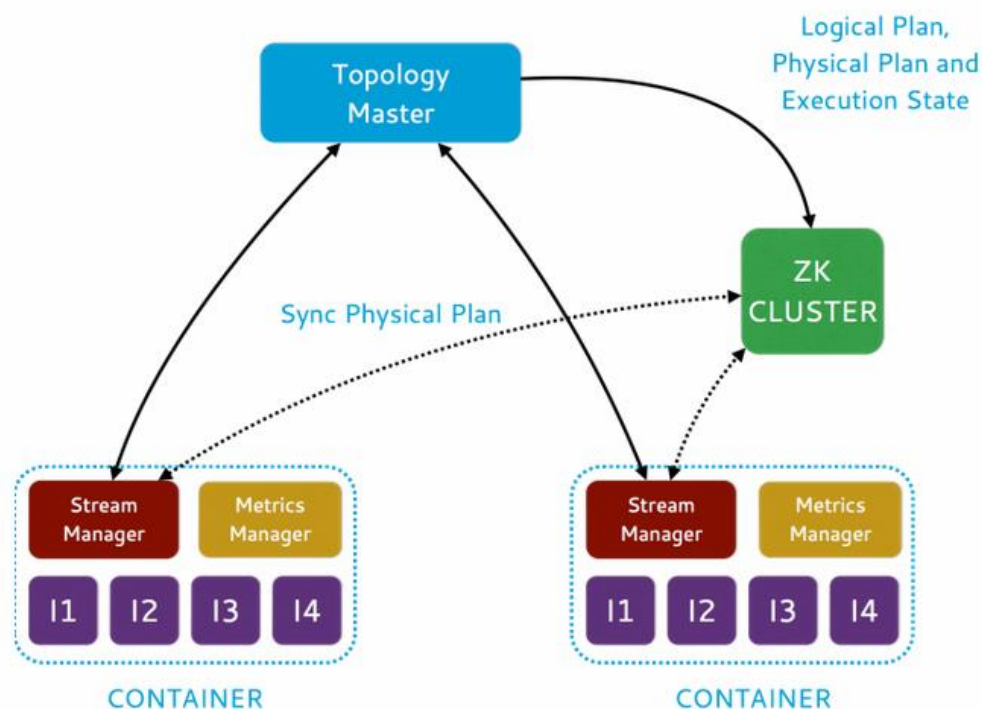 Logical Plan,
Physical Plan and
Execution State
Topology
Master
ZK
CLUSTER
Sync Physical Plan
Stream
Manager
Metrics
Manager
I1 I2 I3 I4
CONTAINER
Stream
Manager
Metrics
Manager
I1 I2 I3 I4
CONTAINER